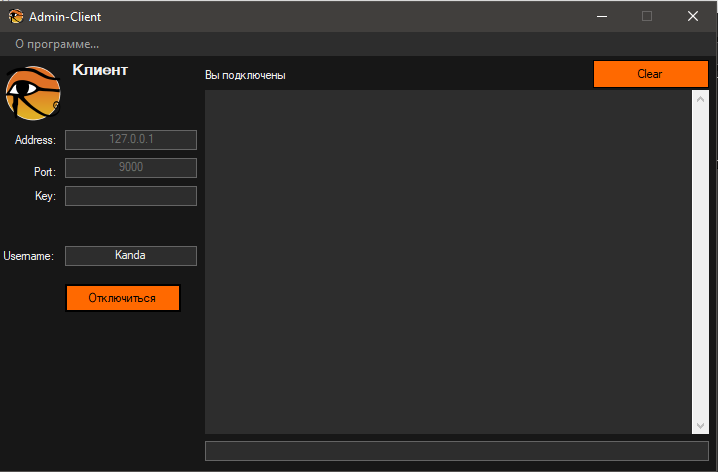 Admin-Client
О программе...
Клиент
Вы подключены
Clear
Address:
127.0.0.1
Port:
9000
Key:
Username:
Kanda
Отключиться